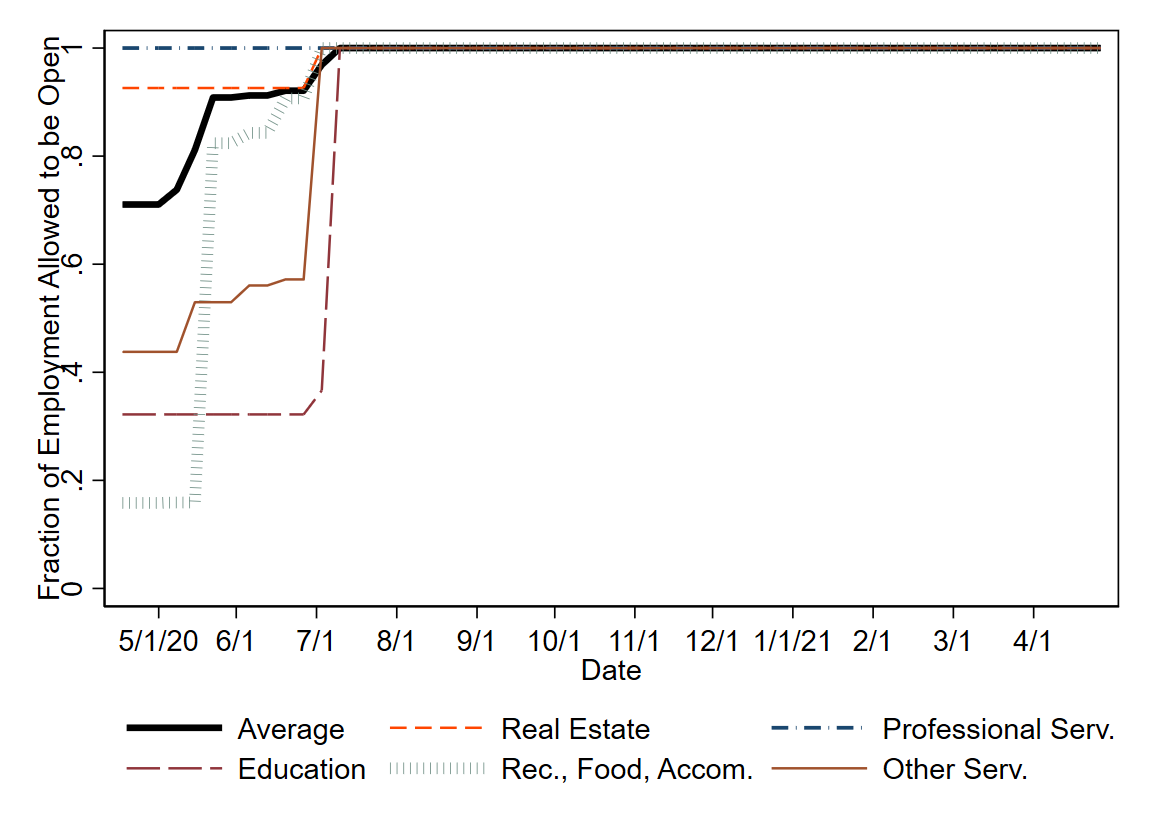 Fraction of Employment Allowed to be Open
1
.8
.6
.4
.2
0
5/1/20 6/1 7/1 8/1 9/1 10/1 11/1 12/1 1/1/21 2/1 3/1 4/1
Date
Average Real Estate Professional Serv.
Education Rec., Food, Accom. Other Serv.